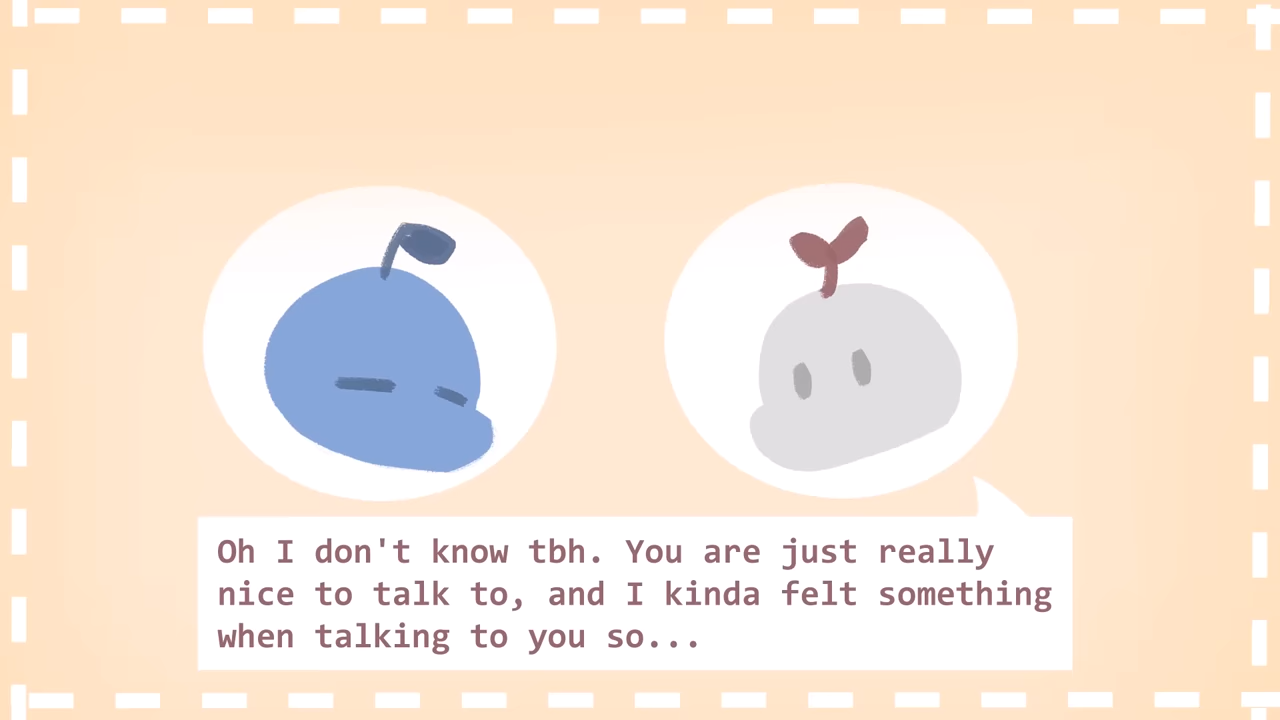 Oh I don't know tbh. You are just really
nice to talk to, and I kinda felt something
when talking to you so...